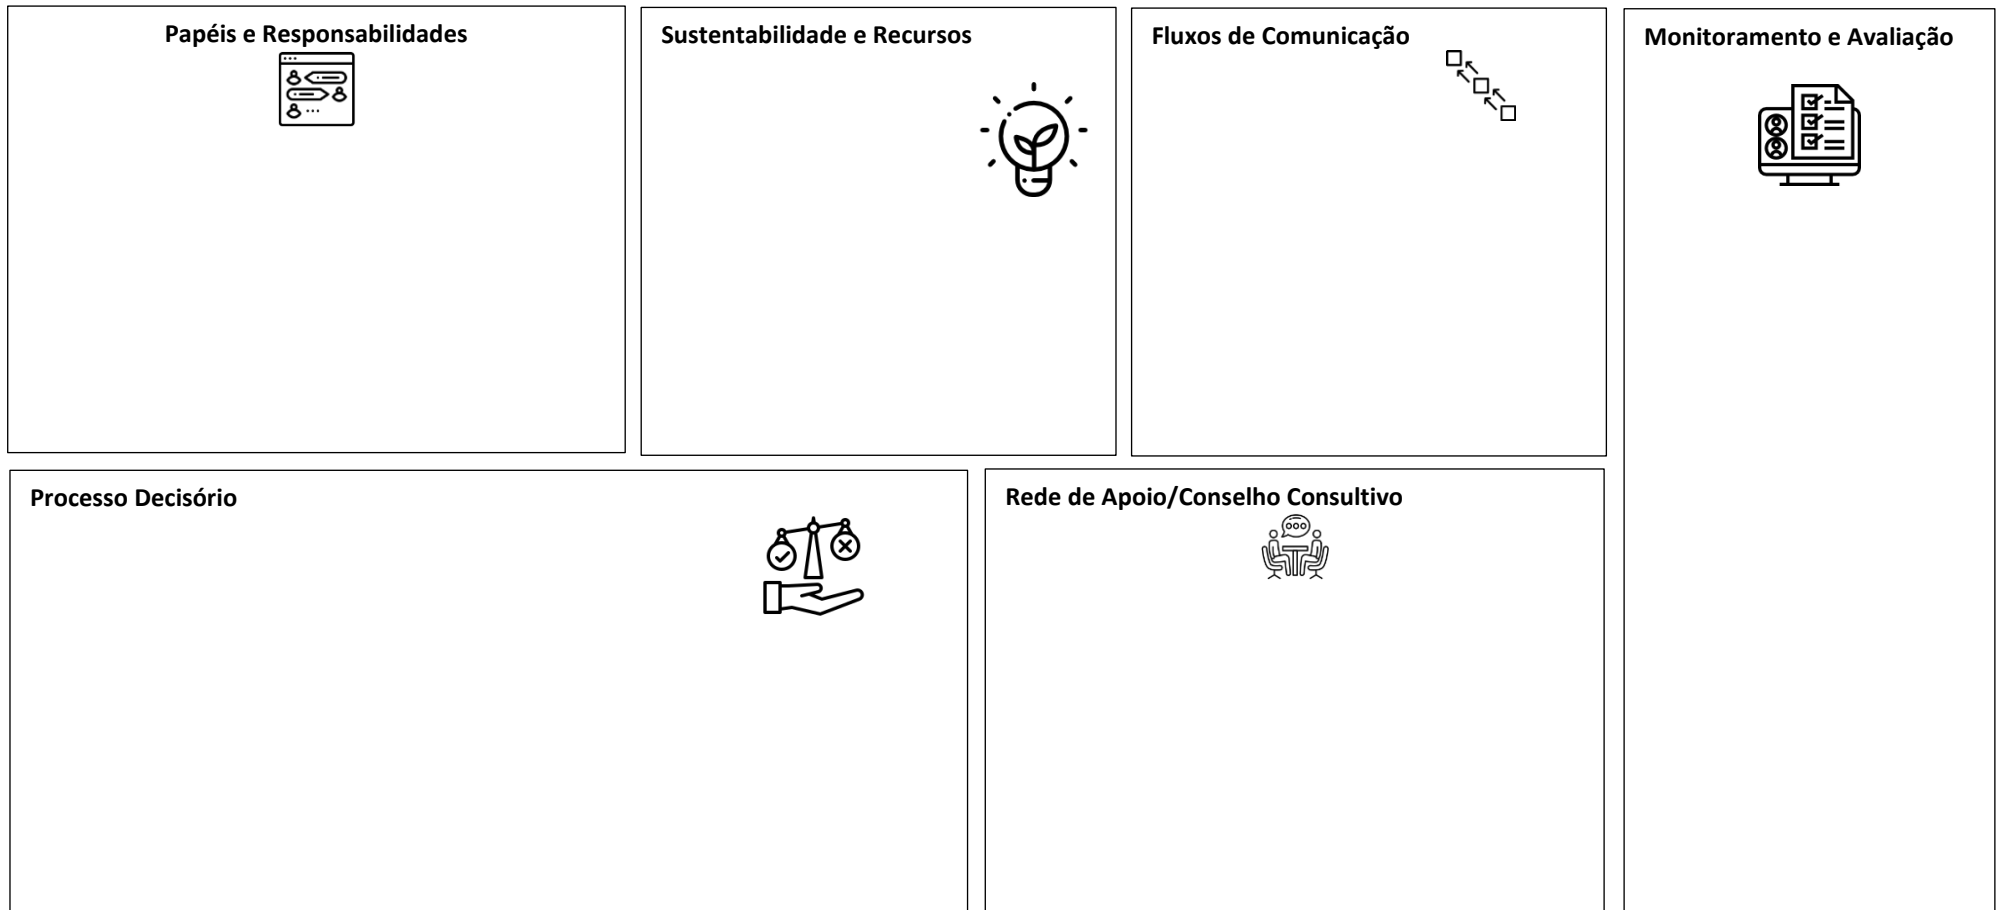 Papéis e Responsabilidades
Sustentabilidade e Recursos
Fluxos de Comunicação
Monitoramento e Avaliação
Processo Decisório
Rede de Apoio/Conselho Consultivo